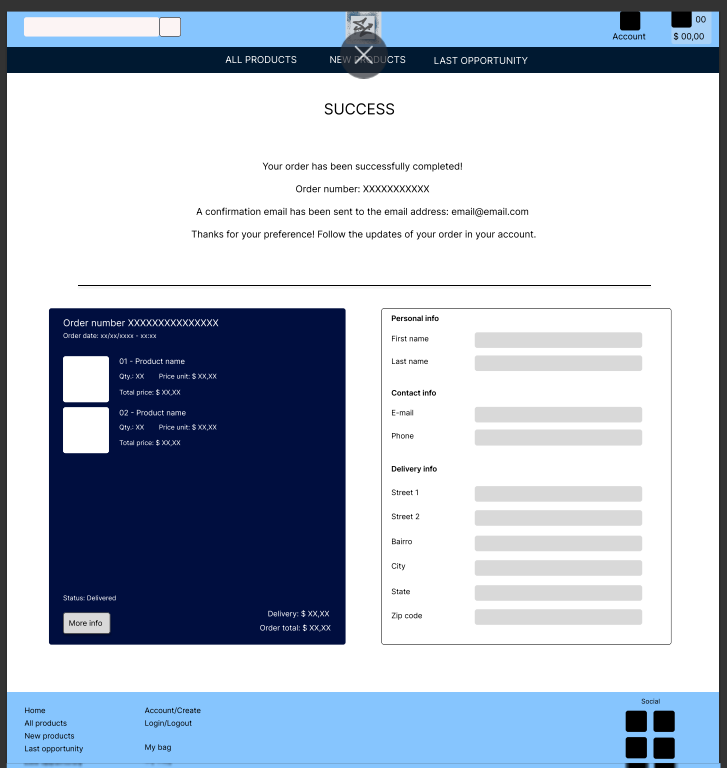 00
Account
$ 00,00
ALL PRODUCTS
NEW PRODUCTS
LAST OPPORTUNITY
SUCCESS
Your order has been successfully completed!
Order number: XXXXXXXXXXX
A confirmation email has been sent to the email address: email@email.com
Thanks for your preference! Follow the updates of your order in your account.
Order number XXXXXXXXXXXXXXX
Order date: xx/xx/xxxx - xx:xx
01 - Product name
Qty.: XX Price unit: $ XX,XX
Total price: $ XX,XX
02 - Product name
Qty.: XX Price unit: $ XX,XX
Total price: $ XX,XX
Status: Delivered
More info
Delivery: $ XX,XX
Order total: $ XX,XX
Personal info
First name
Last name
Contact info
E-mail
Phone
Delivery info
Street 1
Street 2
Bairro
City
State
Zip code
Home
All products
New products
Last opportunity
Account/Create
Login/Logout
My bag
Social